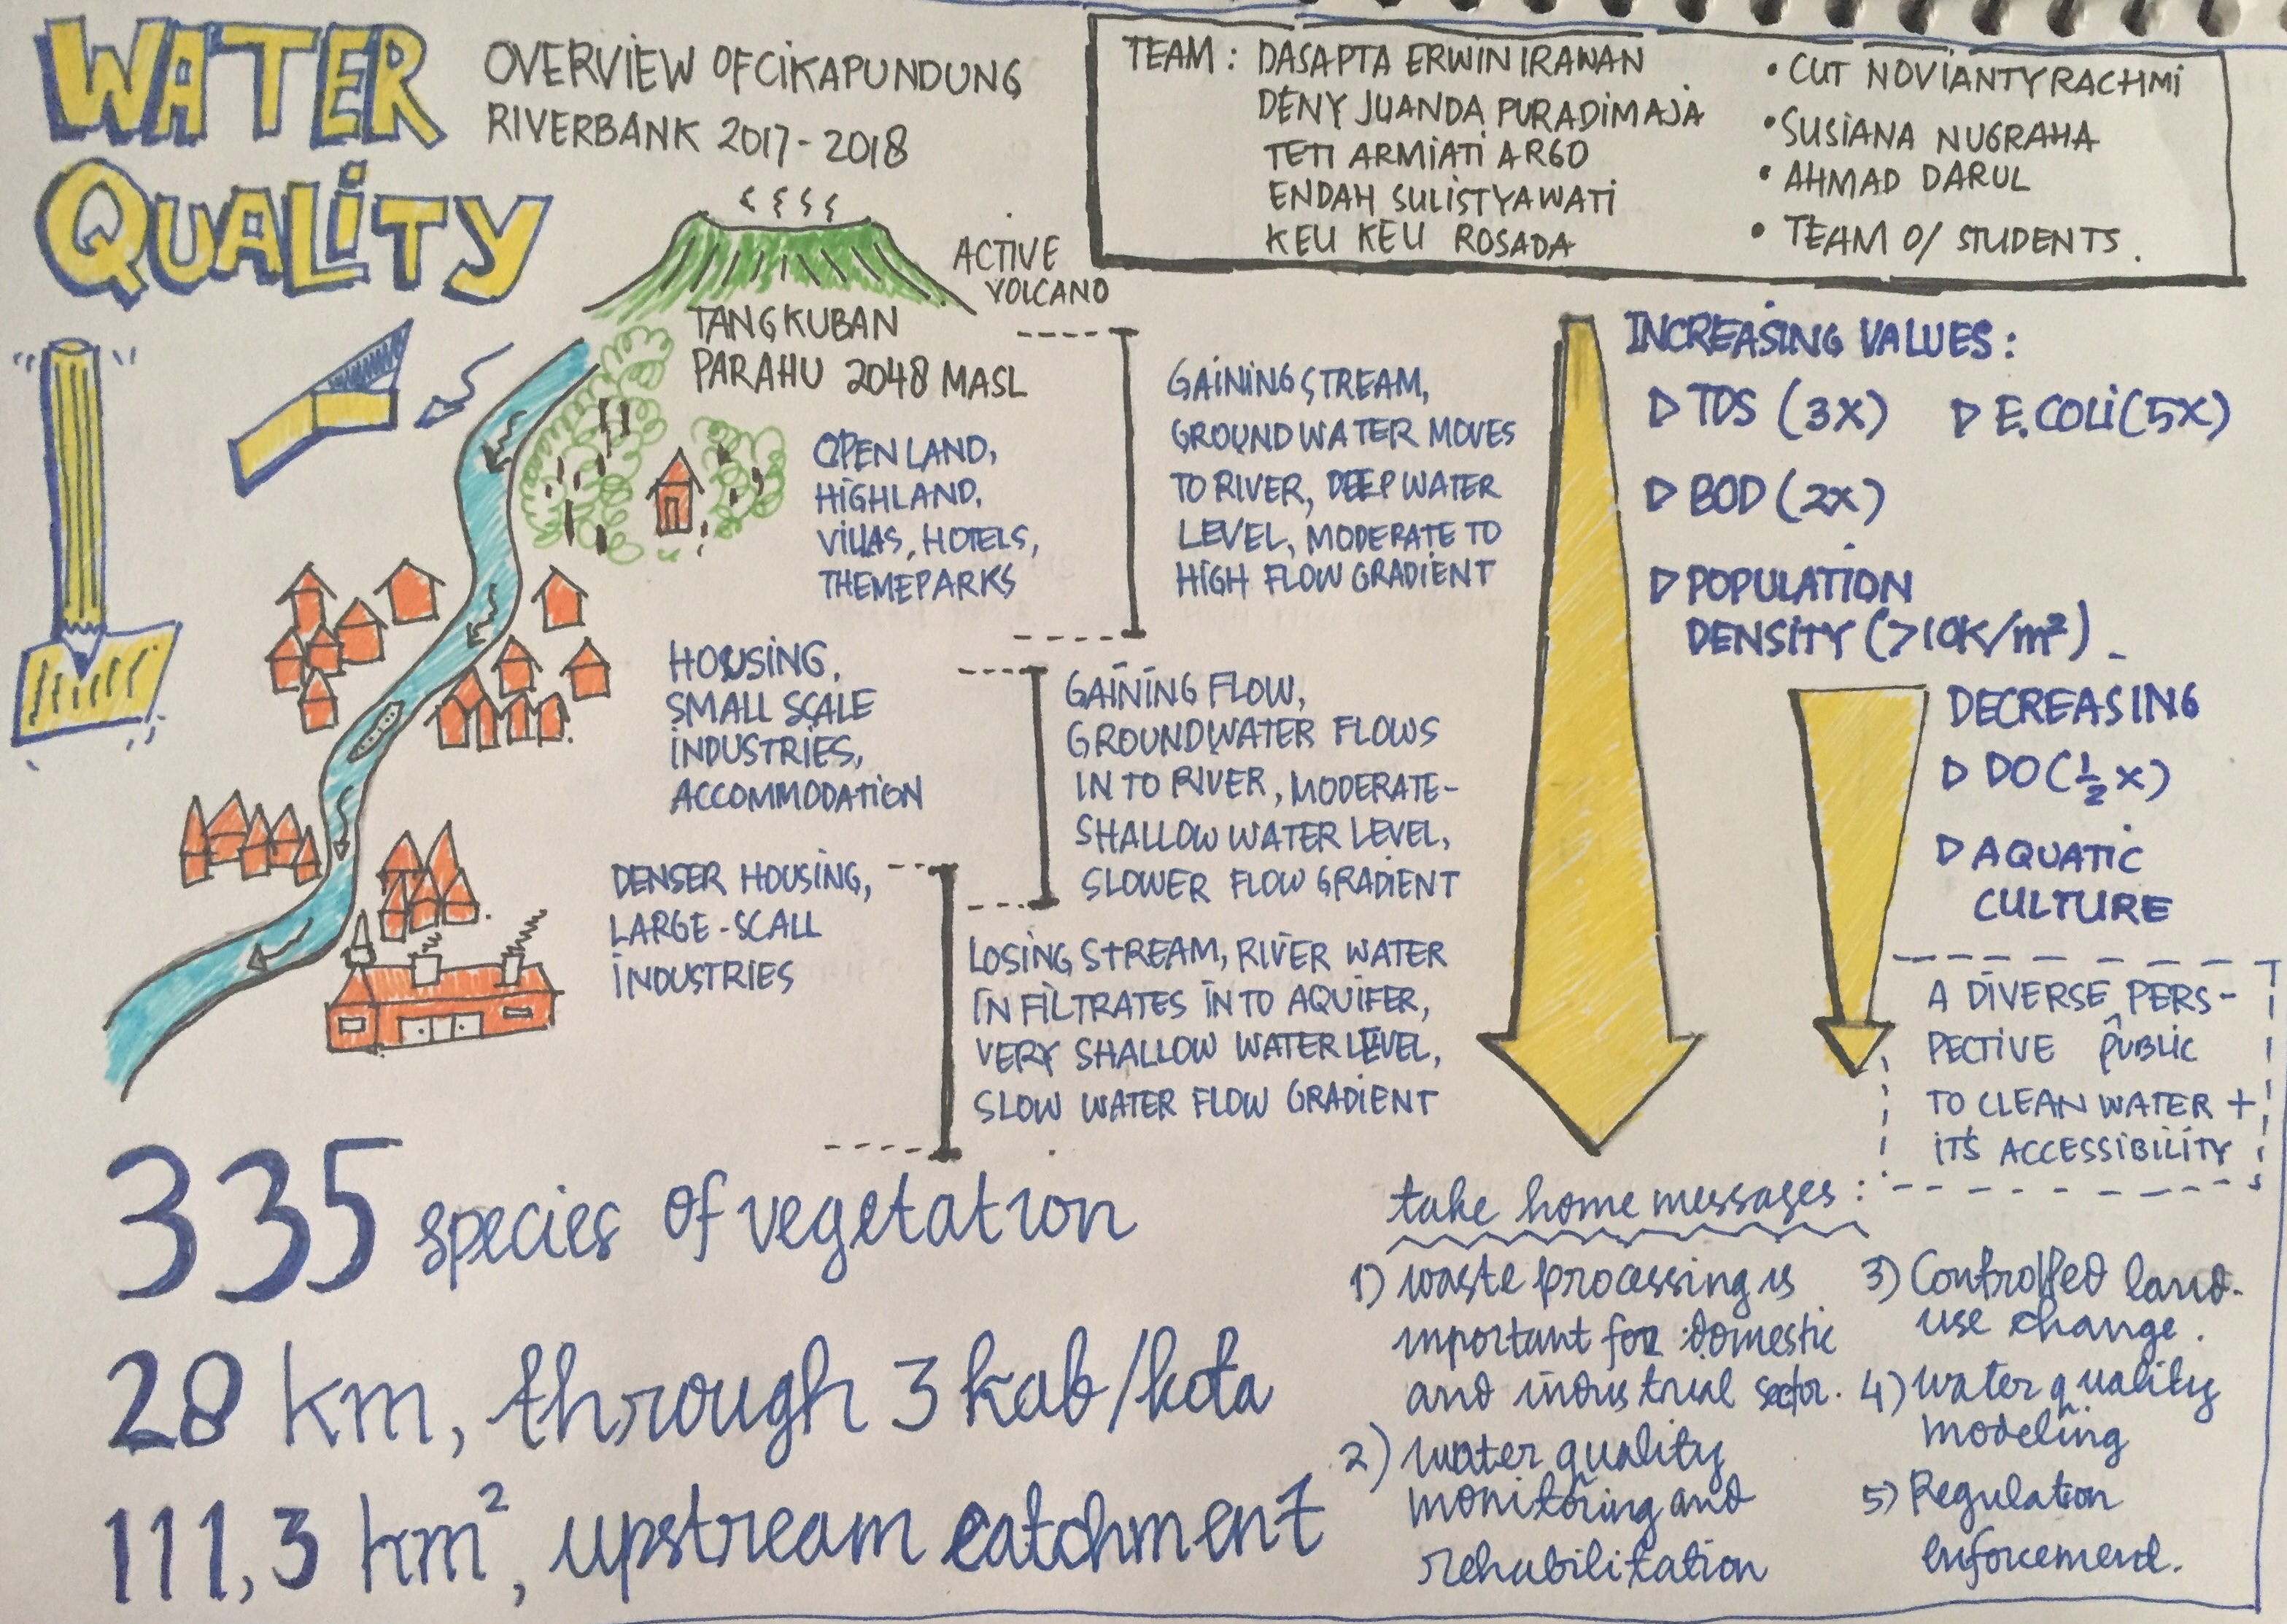 WATER
QUALITY
OVERVIEW OF CIKAPUNDUNG
RIVERBANK 2017-2018
TEAM : DASAPTA ERWIN IRAWAN
DENY JUANDA PURADIMAJA
TETI ARMIATI ARGO
ENDAH SULISTYAWATI
KEU KEU ROSADA
• CUT NOVIANTY RACHMI
• SUSIANA NUGRAHA
• AHMAD DARUL
• TEAM O/ STUDENTS.
ACTIVE
VOLCANO
TANGKUBAN
PARAHU 2048 MASL
OPEN LAND,
HIGHLAND,
VILLAS, HOTELS,
THEMEPARKS
GAINING STREAM,
GROUND WATER MOVES
TO RIVER, DEEP WATER
LEVEL, MODERATE TO
HIGH FLOW GRADIENT
HOUSING,
SMALL SCALE
INDUSTRIES,
ACCOMMODATION
GAINING FLOW,
GROUNDWATER FLOWS
IN TO RIVER, MODERATE-
SHALLOW WATER LEVEL,
SLOWER FLOW GRADIENT
DENSER HOUSING,
LARGE-SCALL
INDUSTRIES
LOSING STREAM, RIVER WATER
INFILTRATES INTO AQUIFER,
VERY SHALLOW WATER LEVEL,
SLOW WATER FLOW GRADIENT
INCREASING VALUES :
▷ TDS (3X) ▷ E.COLI (5X)
▷ BOD (2X)
▷ POPULATION
DENSITY (>10K/m²)
DECREASING
▷ DO (½ X)
▷ AQUATIC
CULTURE
A DIVERSE PERS-
PECTIVE ^ PUBLIC
TO CLEAN WATER +
IT'S ACCESSIBILITY
335 species of vegetation
28 km, through 3 kab/kota
111,3 km², upstream catchment
take home messages :
1) waste processing is
important for domestic
and industrial sector.
2) water quality
monitoring and
rehabilitation
3) Controlled land-
use change.
4) water quality
modeling
5) Regulation
enforcement.